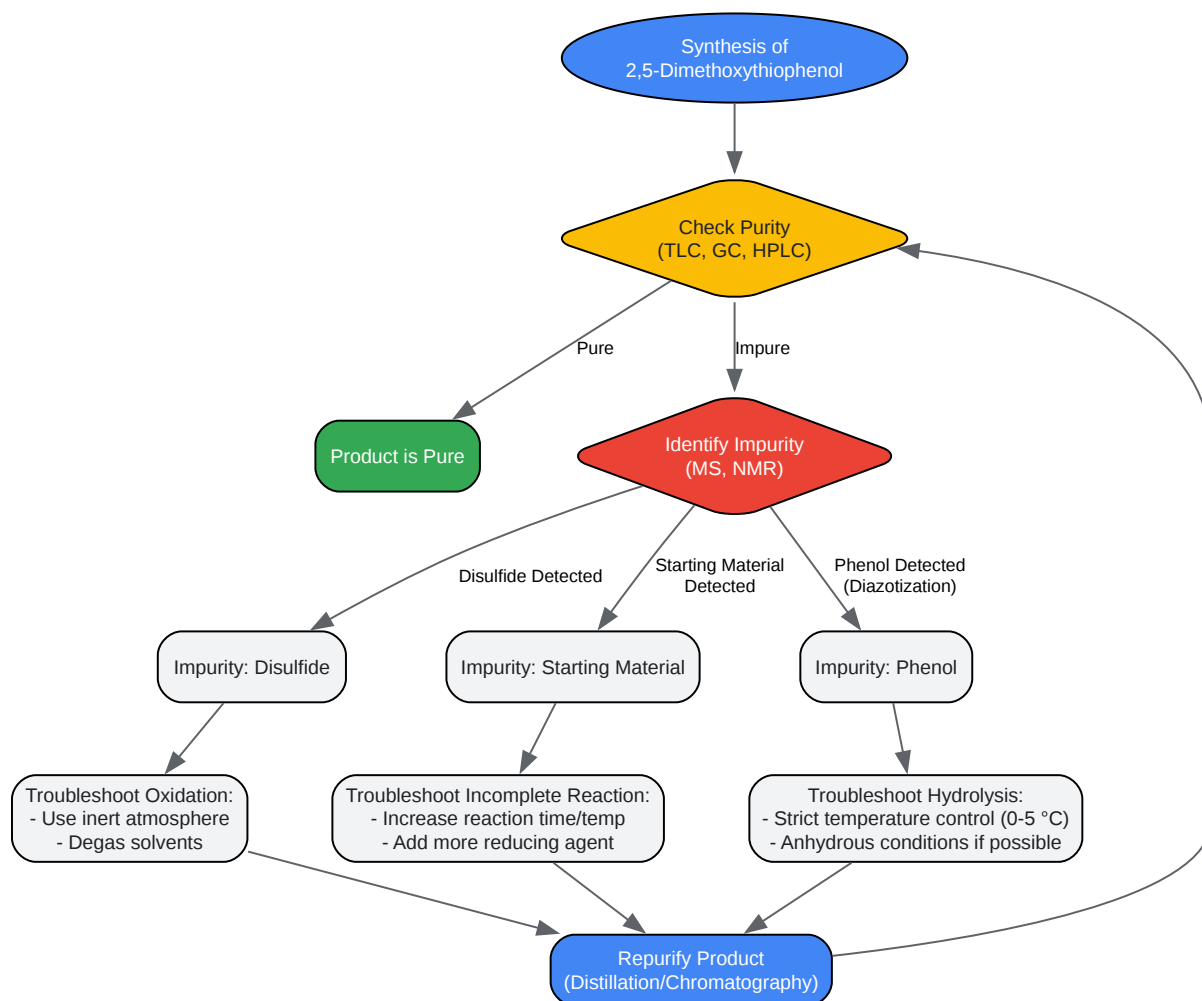 Synthesis of
2,5-Dimethoxythiophenol
Check Purity
(TLC, GC, HPLC)
Pure
Impure
Product is Pure
Identify Impurity
(MS, NMR)
Disulfide Detected
Starting Material
Detected
Phenol Detected
(Diazotization)
Impurity: Disulfide
Impurity: Starting Material
Impurity: Phenol
Troubleshoot Oxidation:
- Use inert atmosphere
- Degas solvents
Troubleshoot Incomplete Reaction:
- Increase reaction time/temp
- Add more reducing agent
Troubleshoot Hydrolysis:
- Strict temperature control (0-5 °C)
- Anhydrous conditions if possible
Repurify Product
(Distillation/Chromatography)